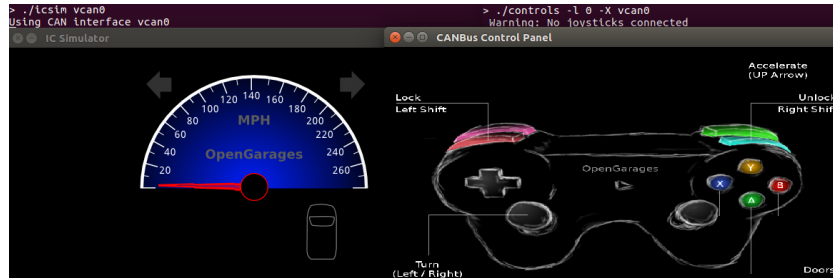 > ./icsim vcan0
Using CAN interface vcan0
> ./controls -l 0 -X vcan0
Warning: No joysticks connected
IC Simulator
CANBus Control Panel
20
40
60
80
100
120
140
160
180
200
220
240
260
MPH
OpenGarages
Accelerate
(UP Arrow)
Lock
Left Shift
Unlock
Right Shift
OpenGarages
Y
X
B
A
Turn
(Left / Right)
Doors